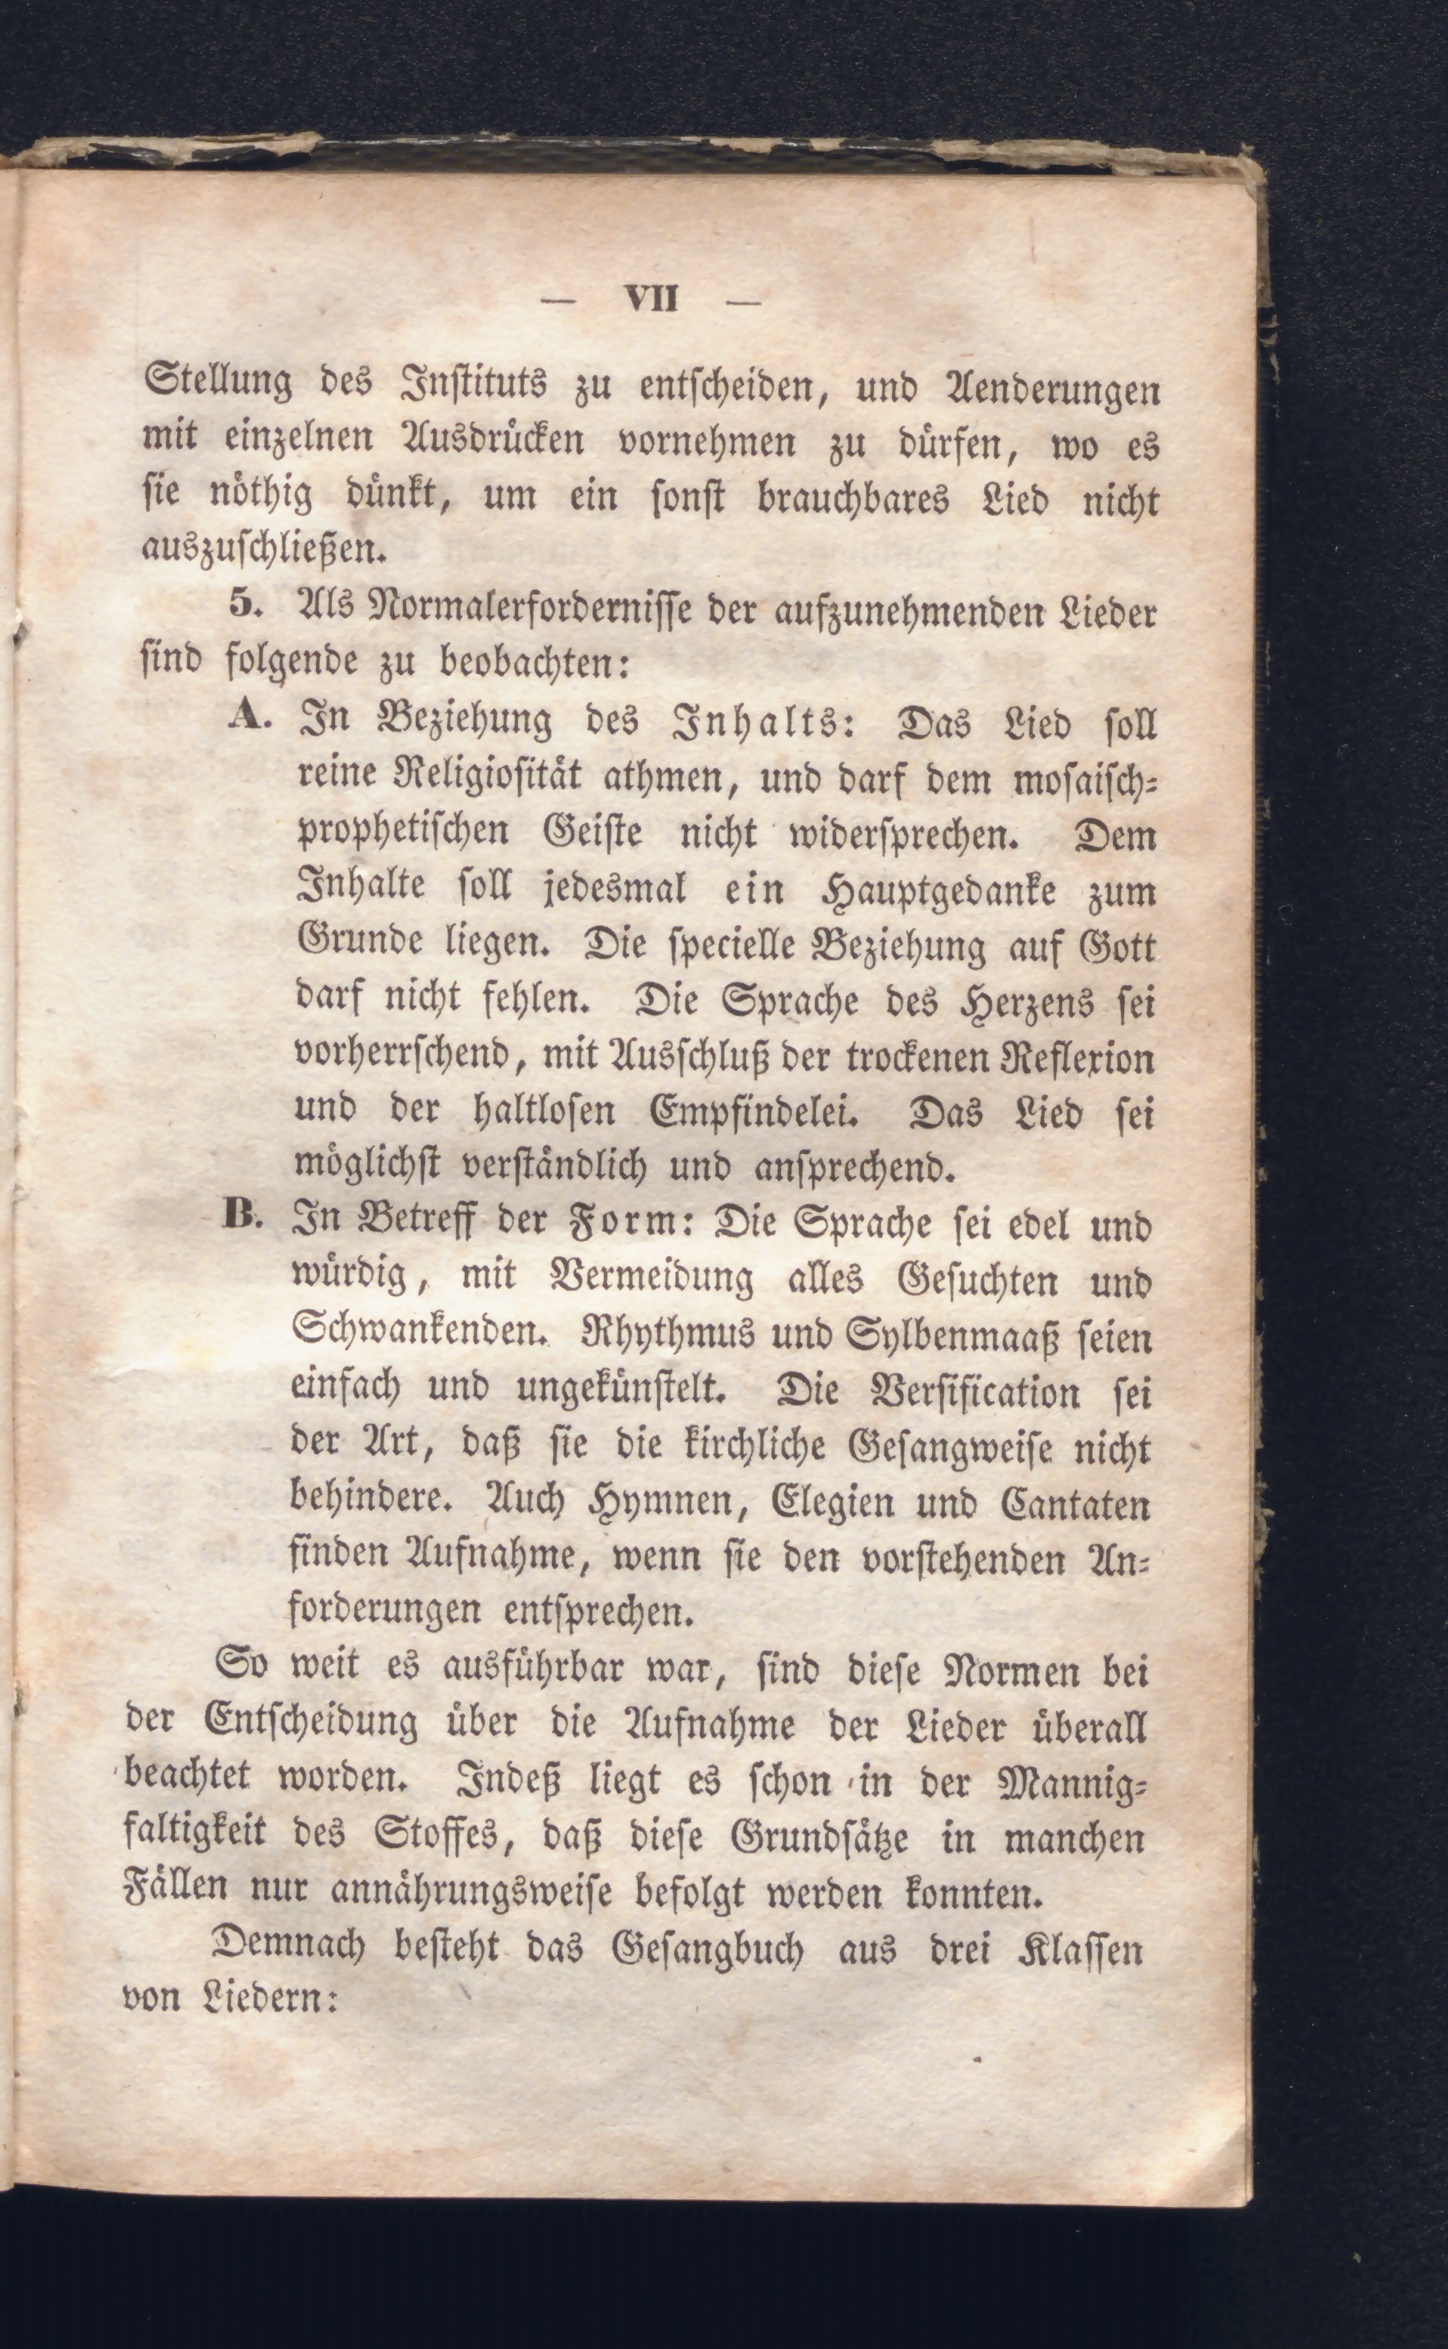 — VII —
Stellung des Instituts zu entscheiden, und Aenderungen
mit einzelnen Ausdrücken vornehmen zu dürfen, wo es
sie nöthig dünkt, um ein sonst brauchbares Lied nicht
auszuschließen.
5. Als Normalerfordernisse der aufzunehmenden Lieder
sind folgende zu beobachten:
A. In Beziehung des Inhalts: Das Lied soll
reine Religiosität athmen, und darf dem mosaisch-
prophetischen Geiste nicht widersprechen. Dem
Inhalte soll jedesmal ein Hauptgedanke zum
Grunde liegen. Die specielle Beziehung auf Gott
darf nicht fehlen. Die Sprache des Herzens sei
vorherrschend, mit Ausschluß der trockenen Reflexion
und der haltlosen Empfindelei. Das Lied sei
möglichst verständlich und ansprechend.
B. In Betreff der Form: Die Sprache sei edel und
würdig, mit Vermeidung alles Gesuchten und
Schwankenden. Rhythmus und Sylbenmaaß seien
einfach und ungekünstelt. Die Versification sei
der Art, daß sie die kirchliche Gesangweise nicht
behindere. Auch Hymnen, Elegien und Cantaten
finden Aufnahme, wenn sie den vorstehenden An-
forderungen entsprechen.
So weit es ausführbar war, sind diese Normen bei
der Entscheidung über die Aufnahme der Lieder überall
beachtet worden. Indeß liegt es schon in der Mannig-
faltigkeit des Stoffes, daß diese Grundsätze in manchen
Fällen nur annährungsweise befolgt werden konnten.
Demnach besteht das Gesangbuch aus drei Klassen
von Liedern: